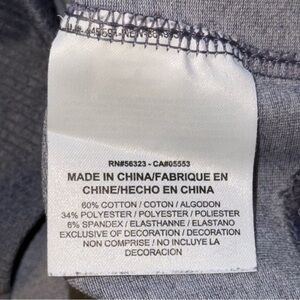 RN#56323 - CA#05553
MADE IN CHINA/FABRIQUE EN
CHINE/HECHO EN CHINA
60% COTTON / COTON / ALGODON
34% POLYESTER / POLYESTER / POLIESTER
6% SPANDEX / ELASTHANNE / ELASTANO
EXCLUSIVE OF DECORATION / DECORATION
NON COMPRISE / NO INCLUYE LA
DECORACION